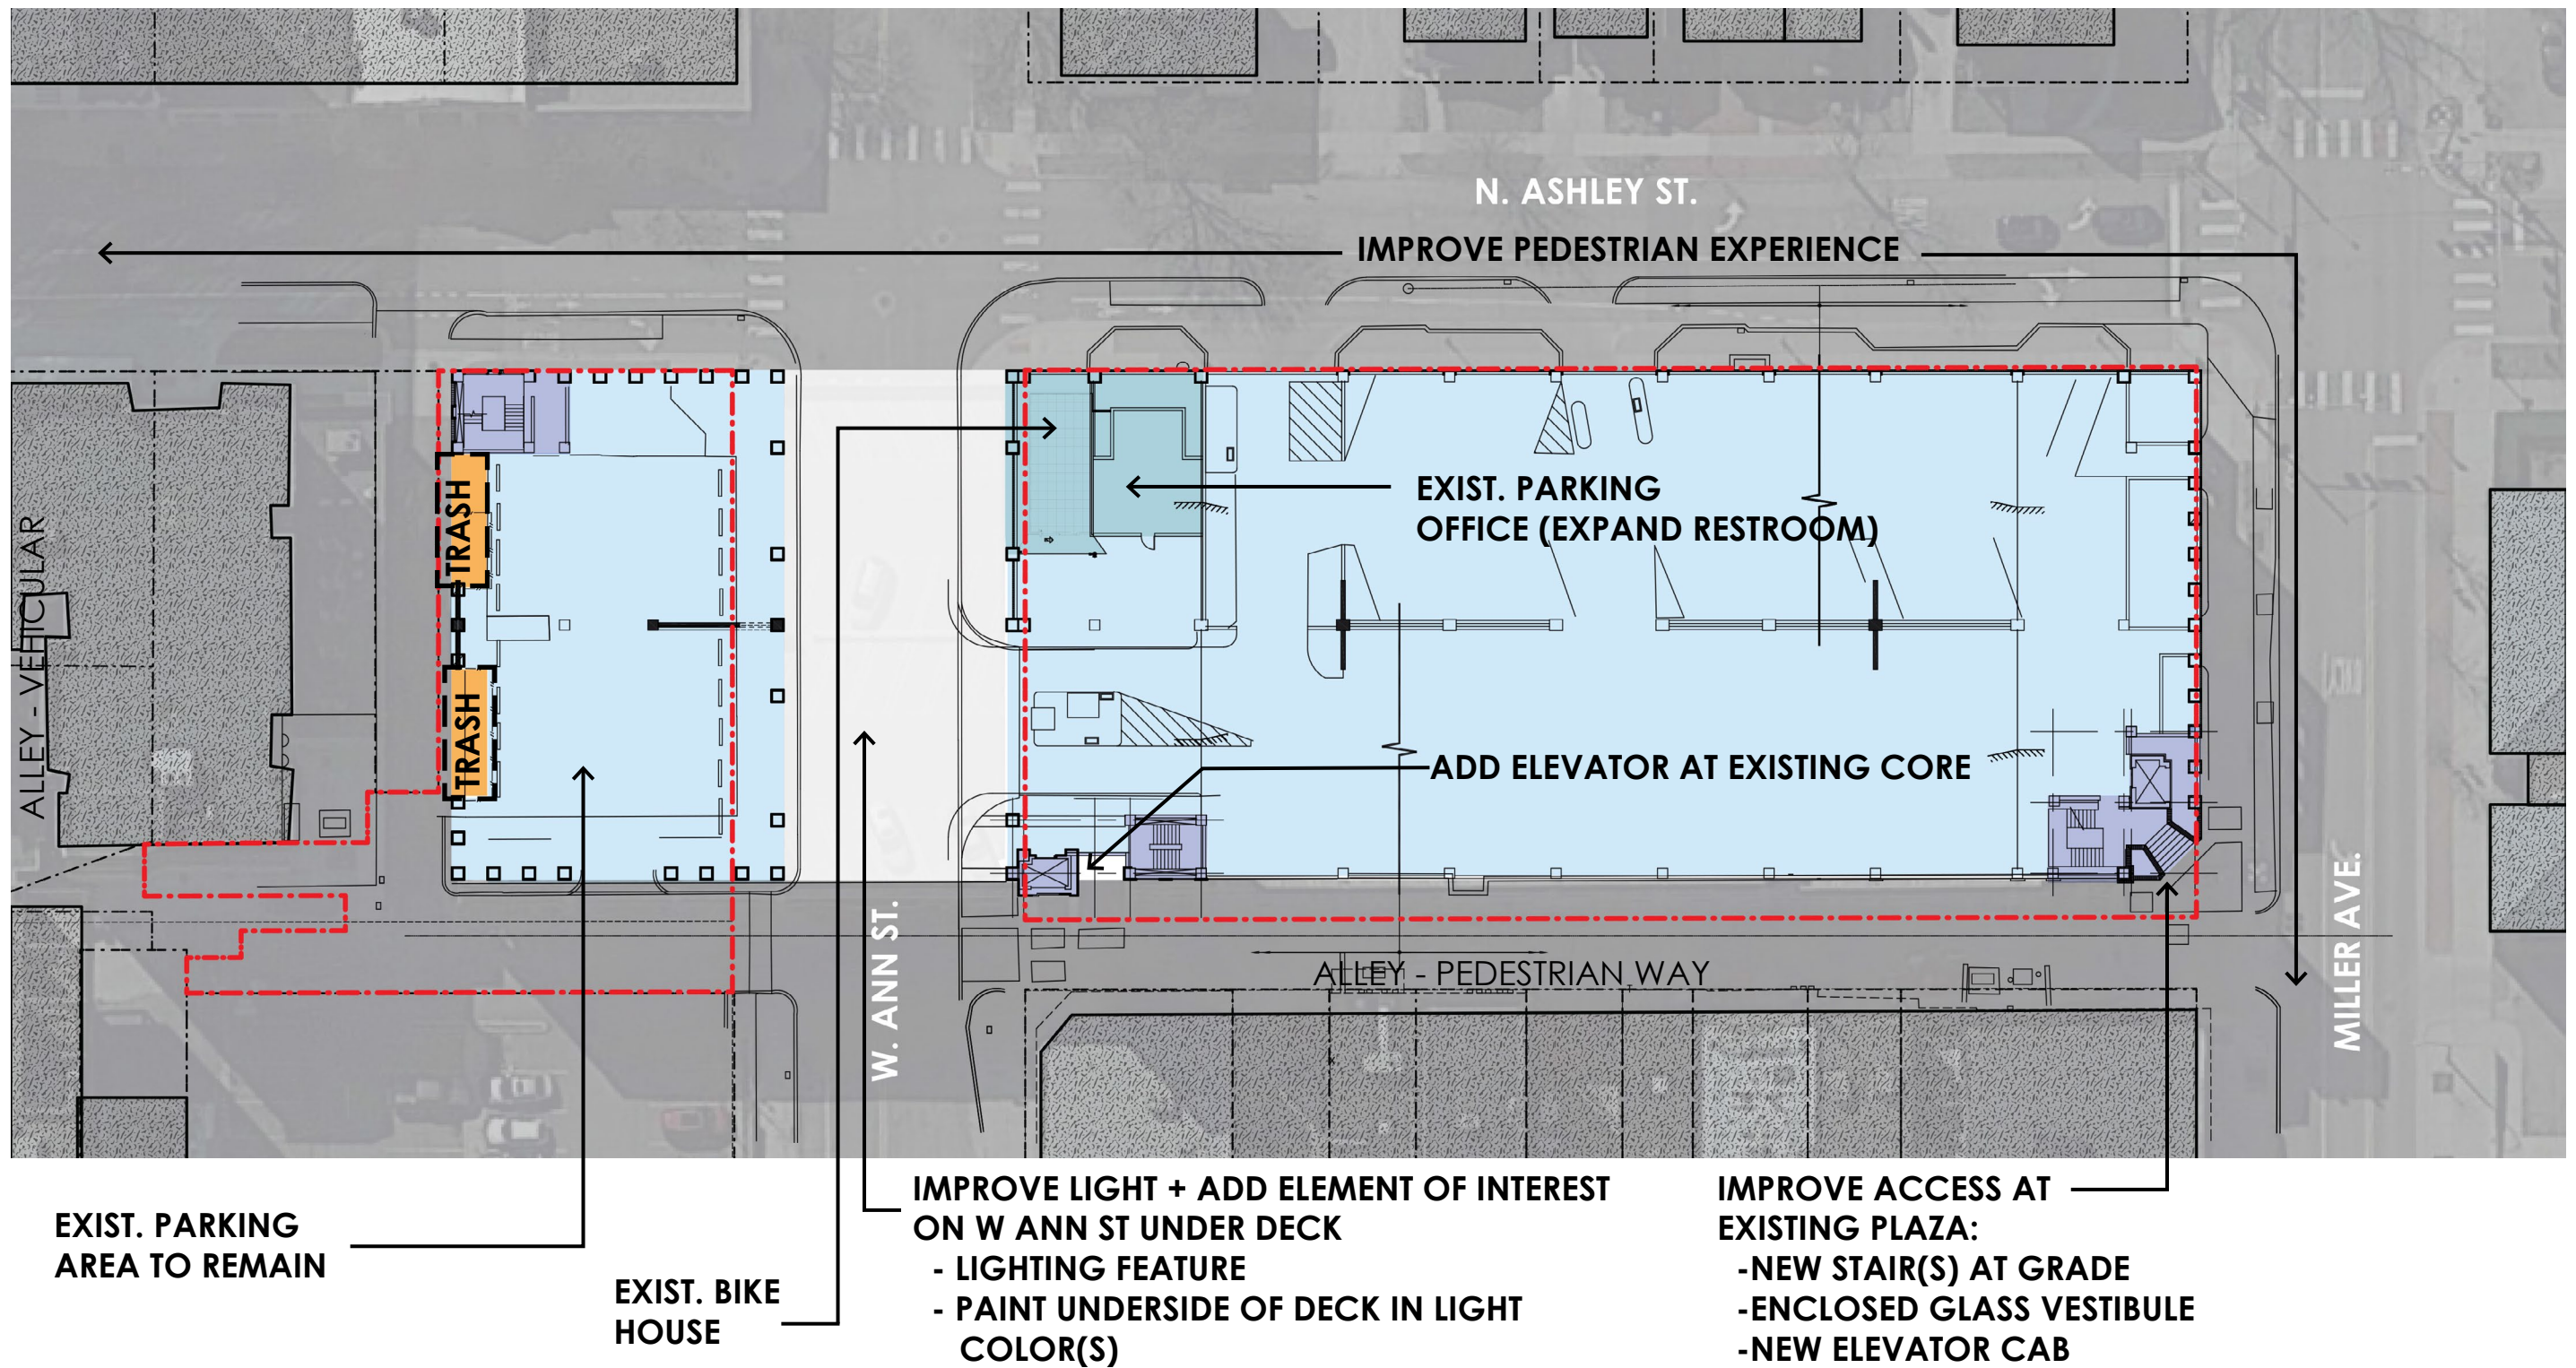 N. ASHLEY ST.
IMPROVE PEDESTRIAN EXPERIENCE
ALLEY - VEHICULAR
TRASH
TRASH
EXIST. PARKING
OFFICE (EXPAND RESTROOM)
ADD ELEVATOR AT EXISTING CORE
W. ANN ST.
ALLEY - PEDESTRIAN WAY
MILLER AVE.
EXIST. PARKING
AREA TO REMAIN
EXIST. BIKE
HOUSE
IMPROVE LIGHT + ADD ELEMENT OF INTEREST
ON W ANN ST UNDER DECK
- LIGHTING FEATURE
- PAINT UNDERSIDE OF DECK IN LIGHT
COLOR(S)
IMPROVE ACCESS AT
EXISTING PLAZA:
-NEW STAIR(S) AT GRADE
-ENCLOSED GLASS VESTIBULE
-NEW ELEVATOR CAB